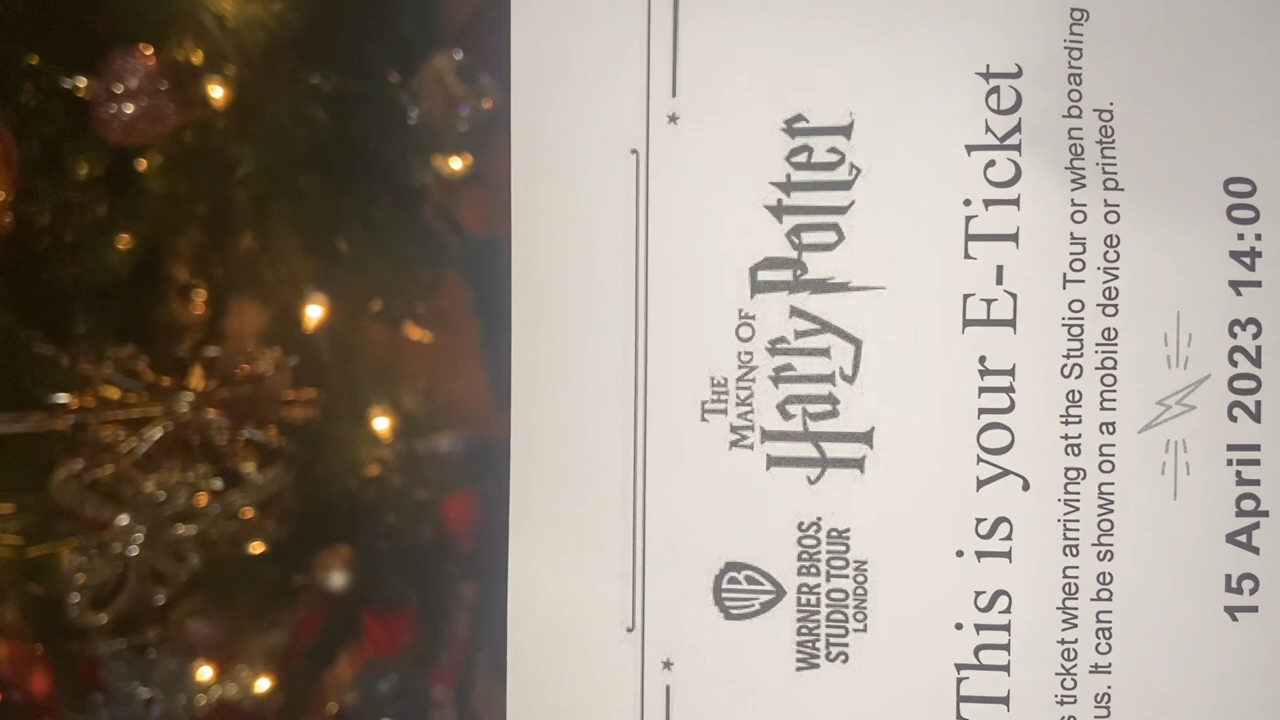 WARNER BROS.
STUDIO TOUR
LONDON
THE
MAKING OF
Harry Potter
This is your E-Ticket
ticket when arriving at the Studio Tour or when boarding
us. It can be shown on a mobile device or printed.
15 April 2023 14:00